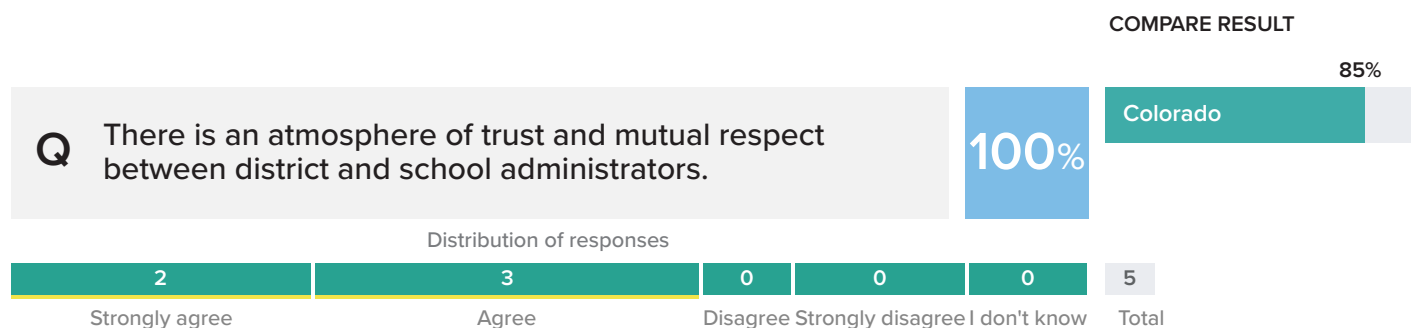 COMPARE RESULT
85%
Q There is an atmosphere of trust and mutual respect
between district and school administrators.
100%
Colorado
Distribution of responses
2 3 0 0 0 5
Strongly agree Agree Disagree Strongly disagree I don't know Total